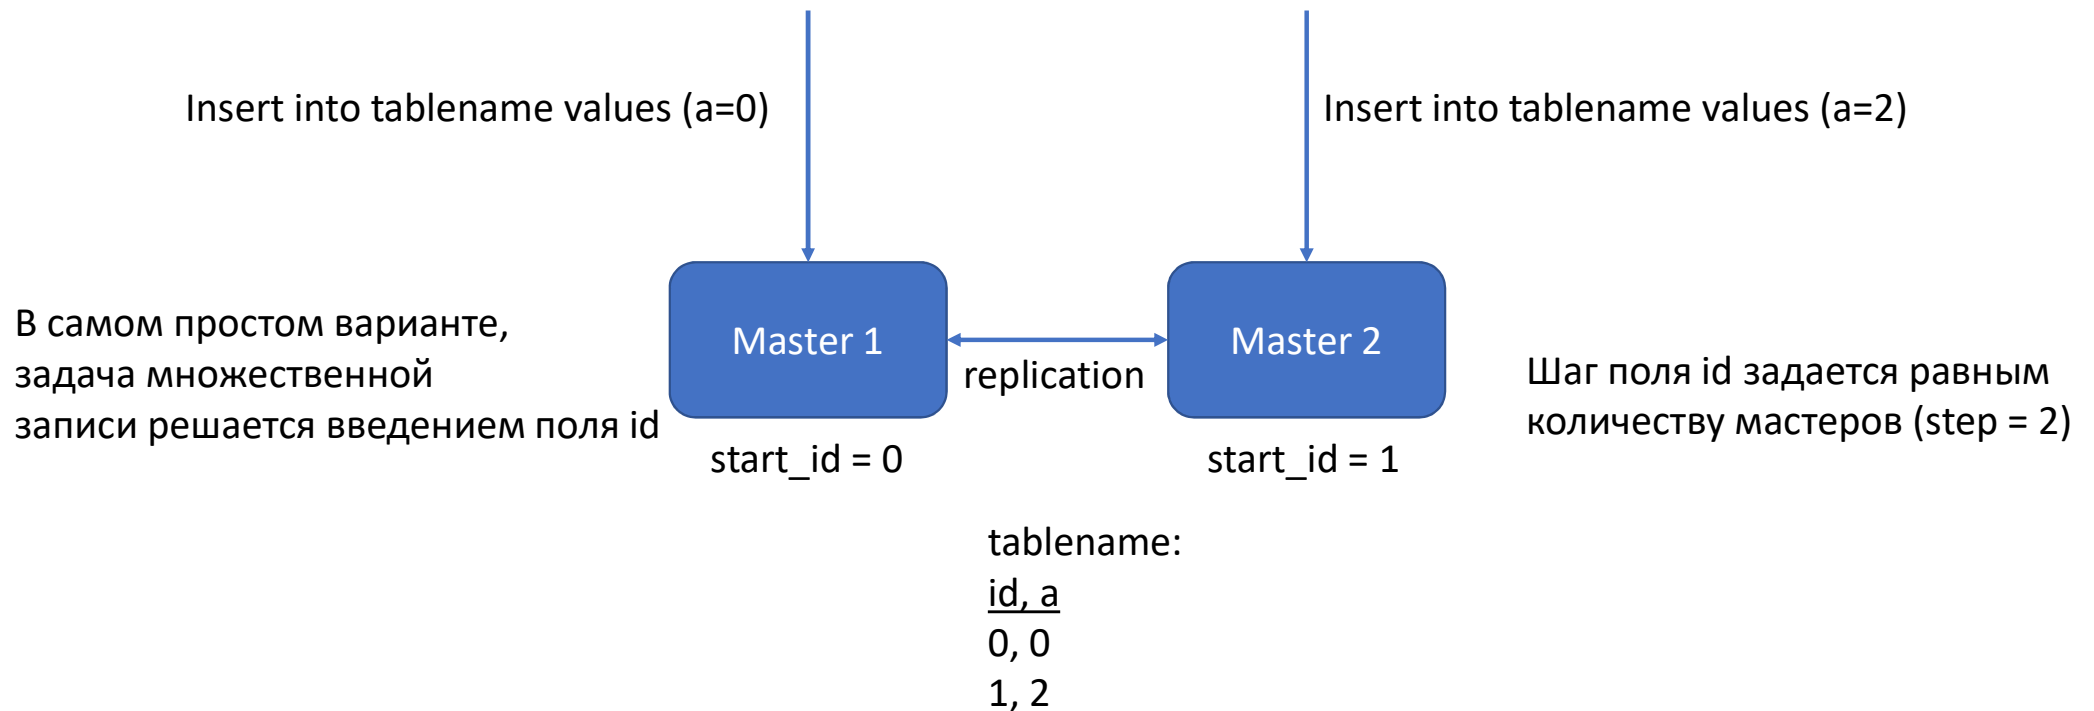 Insert into tablename values (a=0)
Insert into tablename values (a=2)
В самом простом варианте,
задача множественной
записи решается введением поля id
Master 1
replication
Master 2
Шаг поля id задается равным
количеству мастеров (step = 2)
start_id = 0
start_id = 1
tablename:
id, a
0, 0
1, 2